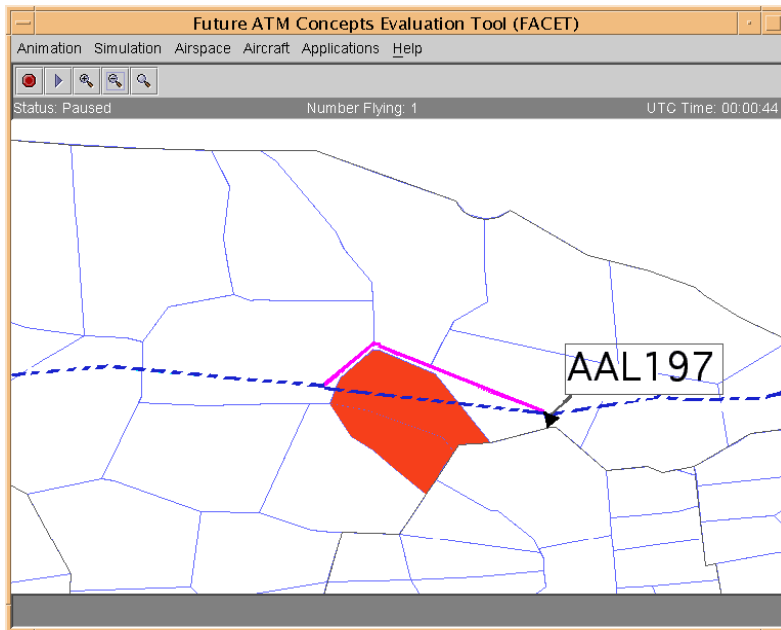 Future ATM Concepts Evaluation Tool (FACET)
Animation Simulation Airspace Aircraft Applications Help
Status: Paused Number Flying: 1 UTC Time: 00:00:44
AAL197